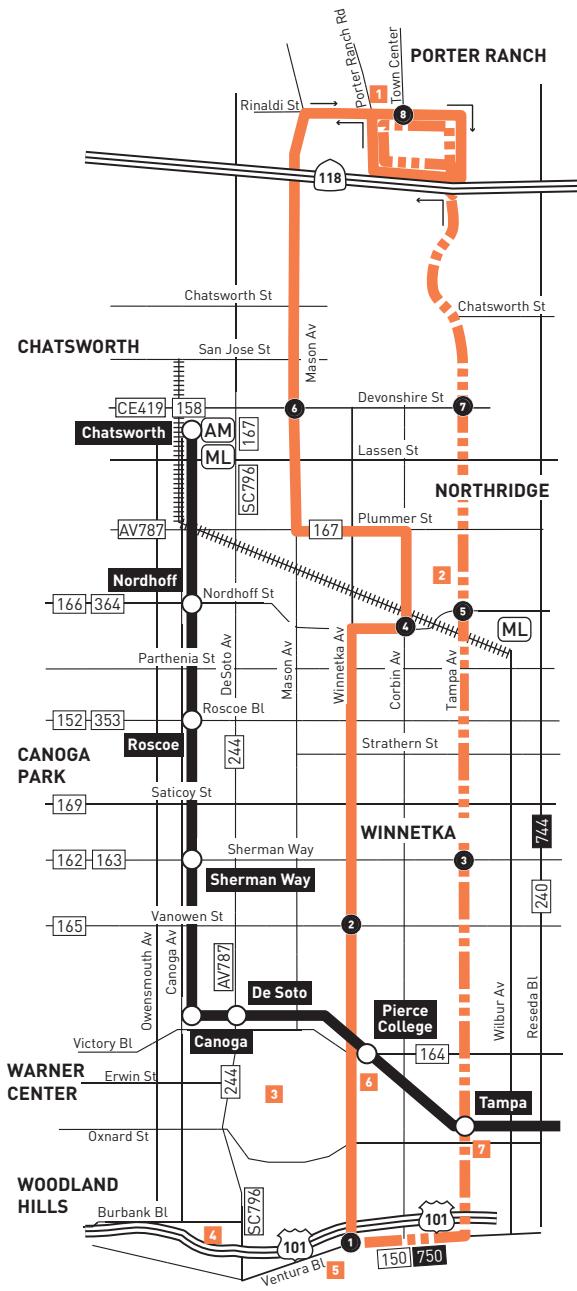 PORTER RANCH
Porter Ranch Rd
Town Center
1
Rinaldi St
8
118
Chatsworth St
Chatsworth St
CHATSWORTH
San Jose St
Mason Av
CE419
158
Devonshire St
6
7
Chatsworth
AM
167
ML
Lassen St
SC796
NORTHRIDGE
AV787
167
Plummer St
Nordhoff
2
166
364
Nordhoff St
5
4
ML
Parthenia St
DeSoto Av
Mason Av
Winnetka Av
Corbin Av
Tampa Av
152
353
Roscoe Bl
Roscoe
244
Strathern St
CANOGA
PARK
169
Saticoy St
744
WINNETKA
162
163
Sherman Way
3
Sherman Way
240
165
Vanowen St
2
Owensmouth Av
Canoga Av
AV787
Wilbur Av
Reseda Bl
De Soto
Pierce
College
Canoga
Victory Bl
164
WARNER
CENTER
Erwin St
244
3
6
Tampa
Oxnard St
7
WOODLAND
HILLS
Burbank Bl
SC796
101
4
101
1
Ventura Bl
5
150
750